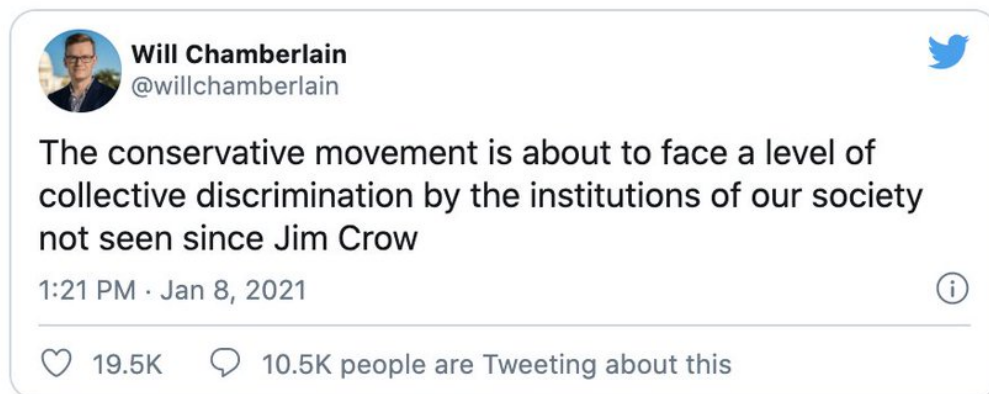 Will Chamberlain
@willchamberlain
The conservative movement is about to face a level of
collective discrimination by the institutions of our society
not seen since Jim Crow
1:21 PM · Jan 8, 2021
19.5K 10.5K people are Tweeting about this